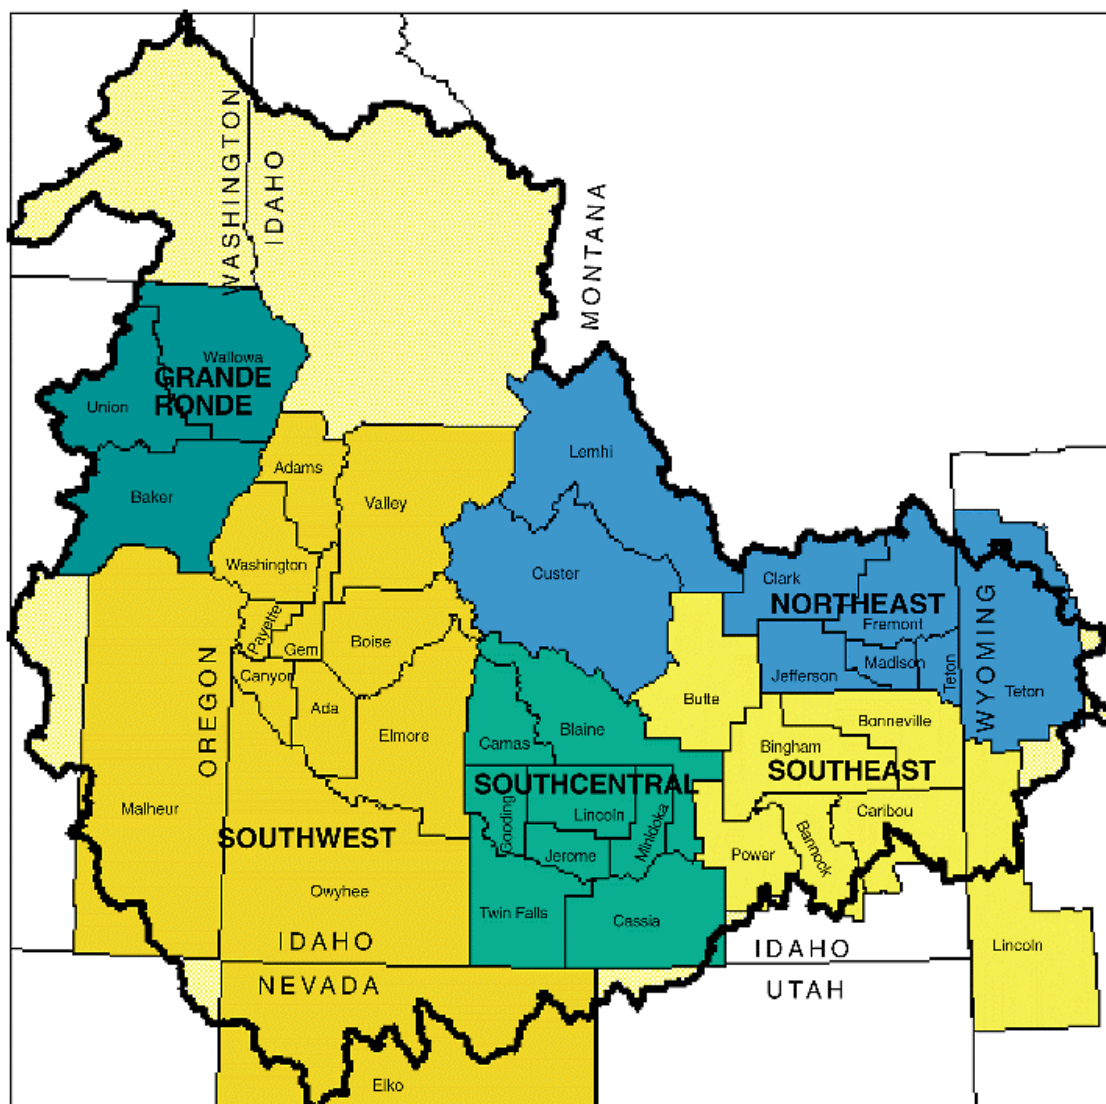 WASHINGTON
IDAHO
MONTANA
Wallowa
GRANDE
RONDE
Union
Baker
Adams
Valley
Lemhi
Washington
Custer
Clark
NORTHEAST
Fremont
Payette
Boise
Gem
Madison
Jefferson
Teton
WYOMING
Teton
OREGON
Canyon
Ada
Butte
Elmore
Camas
Blaine
Bonneville
Bingham
SOUTHEAST
SOUTHCENTRAL
Malheur
Gooding
Lincoln
Minidoka
Caribou
SOUTHWEST
Jerome
Power
Bannock
Owyhee
Twin Falls
Cassia
IDAHO
IDAHO
Lincoln
NEVADA
UTAH
Elko